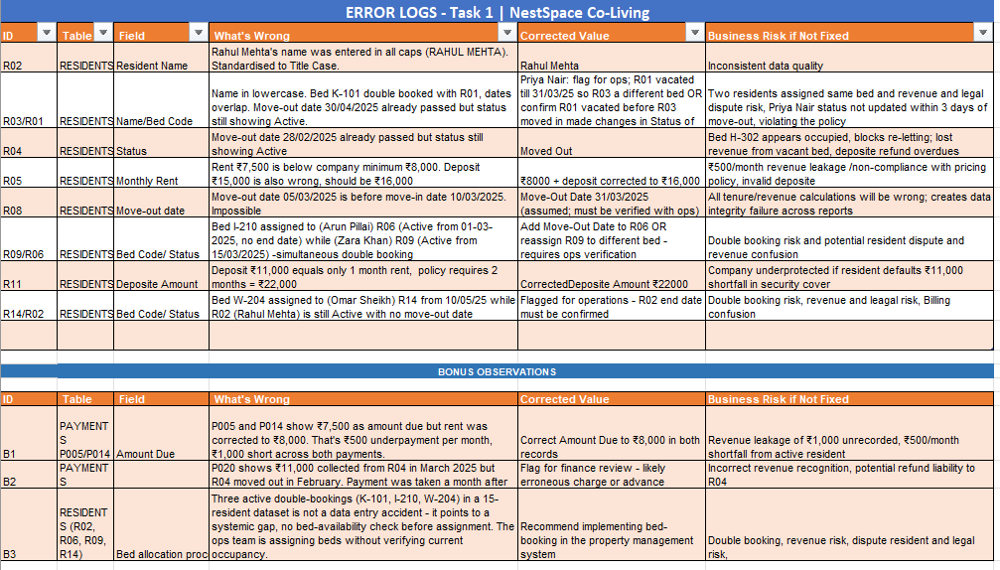 ERROR LOGS - Task 1 | NestSpace Co-Living
ID Table Field What's Wrong Corrected Value Business Risk if Not Fixed
R02 RESIDENTS Resident Name
Rahul Mehta's name was entered in all caps (RAHUL MEHTA).
Standardised to Title Case.
Rahul Mehta
Inconsistent data quality
R03/R01 RESIDENTS Name/Bed Code
Name in lowercase. Bed K-101 double booked with R01, dates
overlap. Move-out date 30/04/2025 already passed but status
still showing Active.
Priya Nair: flag for ops; R01 vacated
till 31/03/25 so R03 a different bed OR
confirm R01 vacated before R03
moved in made changes in Status of
Two residents assigned same bed and revenue and legal
dispute risk, Priya Nair status not updated within 3 days of
move-out, violating the policy
R04 RESIDENTS Status
Move-out date 28/02/2025 already passed but status still
showing Active
Moved Out
Bed H-302 appears occupied, blocks re-letting; lost
revenue from vacant bed, deposite refund overdues
R05 RESIDENTS Monthly Rent
Rent ₹7,500 is below company minimum ₹8,000. Deposit
₹15,000 is also wrong, should be ₹16,000
₹8000 + deposit corrected to ₹16,000
₹500/month revenue leakage /non-compliance with pricing
policy, invalid deposite
R08 RESIDENTS Move-out date
Move-out date 05/03/2025 is before move-in date 10/03/2025.
Impossible
Move-Out Date 31/03/2025
(assumed; must be verified with ops)
All tenure/revenue calculations will be wrong; creates data
integrity failure across reports
R09/R06 RESIDENTS Bed Code/ Status
Bed I-210 assigned to (Arun Pillai) R06 (Active from 01-03-
2025, no end date) while (Zara Khan) R09 (Active from
15/03/2025) -simultaneous double booking
Add Move-Out Date to R06 OR
reassign R09 to different bed -
requires ops verification
Double booking risk and potential resident dispute and
revenue confusion
R11 RESIDENTS Deposite Amount
Deposit ₹11,000 equals only 1 month rent, policy requires 2
months = ₹22,000
CorrectedDeposite Amount ₹22000
Company underprotected if resident defaults ₹11,000
shortfall in security cover
R14/R02 RESIDENTS Bed Code/ Status
Bed W-204 assigned to (Omar Sheikh) R14 from 10/05/25 while
R02 (Rahul Mehta) is still Active with no move-out date
Flagged for operations - R02 end date
must be confirmed
Double booking risk, revenue and leagal risk, Billing
confusion
BONUS OBSERVATIONS
ID Table Field What's Wrong Corrected Value Business Risk if Not Fixed
B1
PAYMENT
S
P005/P014
Amount Due
P005 and P014 show ₹7,500 as amount due but rent was
corrected to ₹8,000. That's ₹500 underpayment per month,
₹1,000 short across both payments.
Correct Amount Due to ₹8,000 in both
records
Revenue leakage of ₹1,000 unrecorded, ₹500/month
shortfall from active resident
B2
PAYMENT
S
P020 shows ₹11,000 collected from R04 in March 2025 but
R04 moved out in February. Payment was taken a month after
Flag for finance review - likely
erroneous charge or advance
Incorrect revenue recognition, potential refund liability to
R04
B3
RESIDENT
S (R02,
R06, R09,
R14)
Bed allocation proc
Three active double-bookings (K-101, I-210, W-204) in a 15-
resident dataset is not a data entry accident - it points to a
systemic gap, no bed-availability check before assignment. The
ops team is assigning beds without verifying current
occupancy.
Recommend implementing bed-
booking in the property management
system
Double booking, revenue risk, dispute resident and legal
risk,